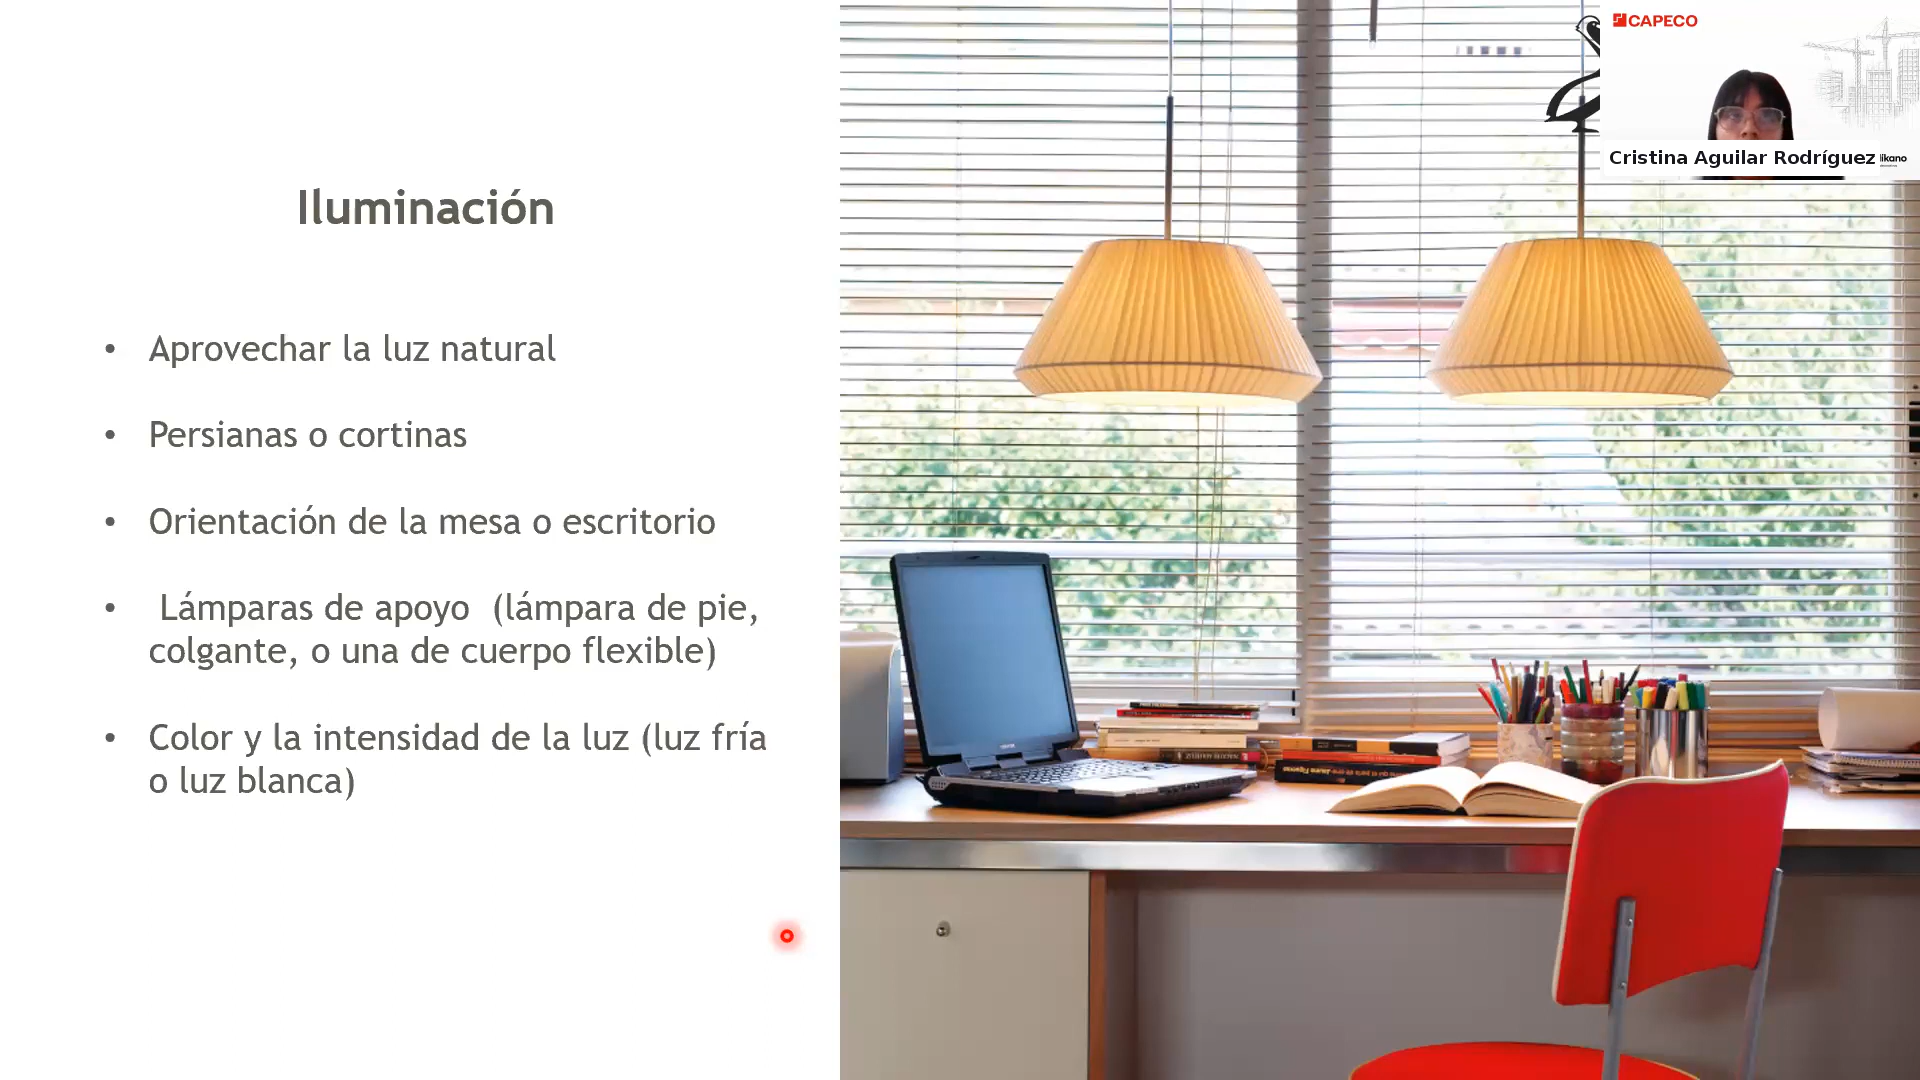 CAPECO
Cristina Aguilar Rodríguez
Iluminación
• Aprovechar la luz natural
• Persianas o cortinas
• Orientación de la mesa o escritorio
• Lámparas de apoyo (lámpara de pie,
colgante, o una de cuerpo flexible)
• Color y la intensidad de la luz (luz fría
o luz blanca)